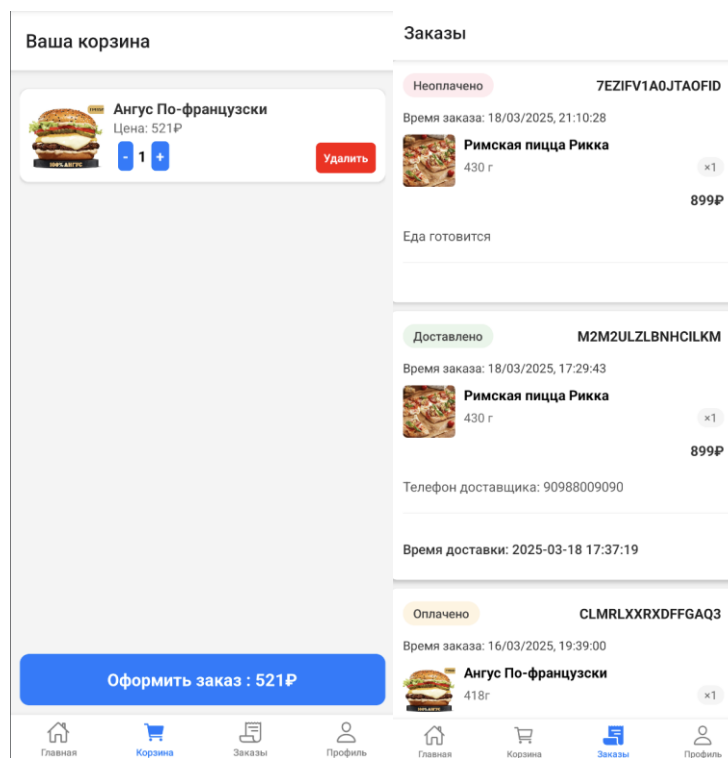 Ваша корзина
Ангус По-французски
Цена: 521₽
- 1 +
Удалить
100% АНГУС
Оформить заказ : 521₽
Главная
Корзина
Заказы
Профиль
Заказы
Неоплачено
7EZIFV1A0JTAOFID
Время заказа: 18/03/2025, 21:10:28
Римская пицца Рикка
430 г
×1
899₽
Еда готовится
Доставлено
M2M2ULZLBNHCILKM
Время заказа: 18/03/2025, 17:29:43
Римская пицца Рикка
430 г
×1
899₽
Телефон доставщика: 90988009090
Время доставки: 2025-03-18 17:37:19
Оплачено
CLMRLXXRXDFFGAQ3
Время заказа: 16/03/2025, 19:39:00
Ангус По-французски
418г
×1
100% АНГУС
Главная
Корзина
Заказы
Профиль